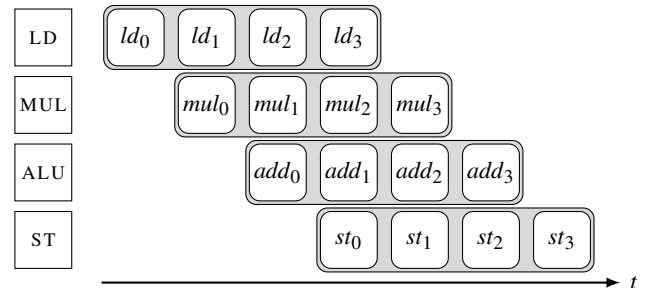 LD ld₀ ld₁ ld₂ ld₃
MUL mul₀ mul₁ mul₂ mul₃
ALU add₀ add₁ add₂ add₃
ST st₀ st₁ st₂ st₃
t